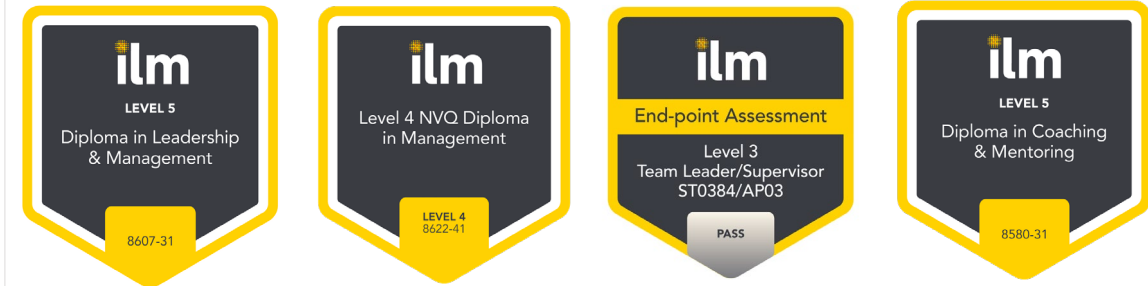 ilm
LEVEL 5
Diploma in Leadership
& Management
8607-31
ilm
Level 4 NVQ Diploma
in Management
LEVEL 4
8622-41
ilm
End-point Assessment
Level 3
Team Leader/Supervisor
ST0384/AP03
PASS
ilm
LEVEL 5
Diploma in Coaching
& Mentoring
8580-31